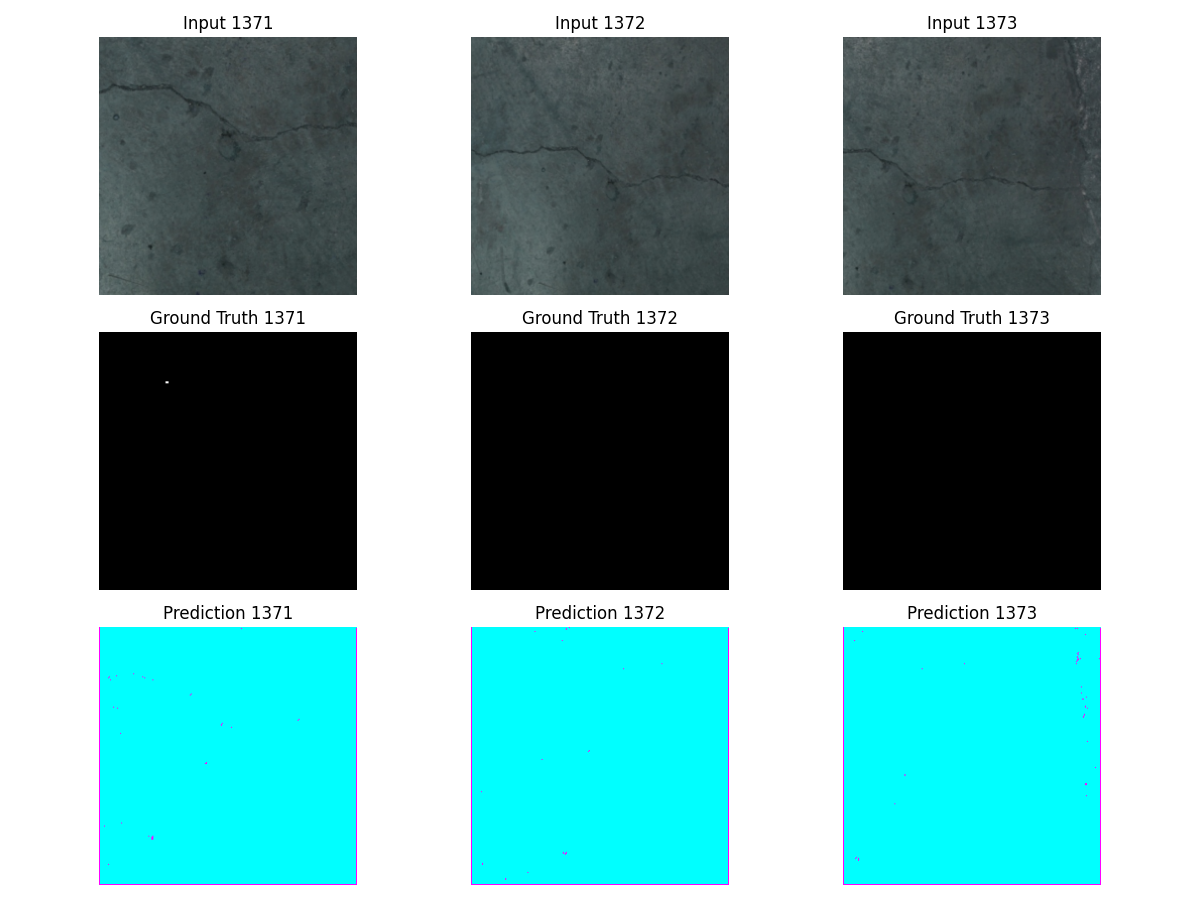 Input 1371
Input 1372
Input 1373
Ground Truth 1371
Ground Truth 1372
Ground Truth 1373
Prediction 1371
Prediction 1372
Prediction 1373